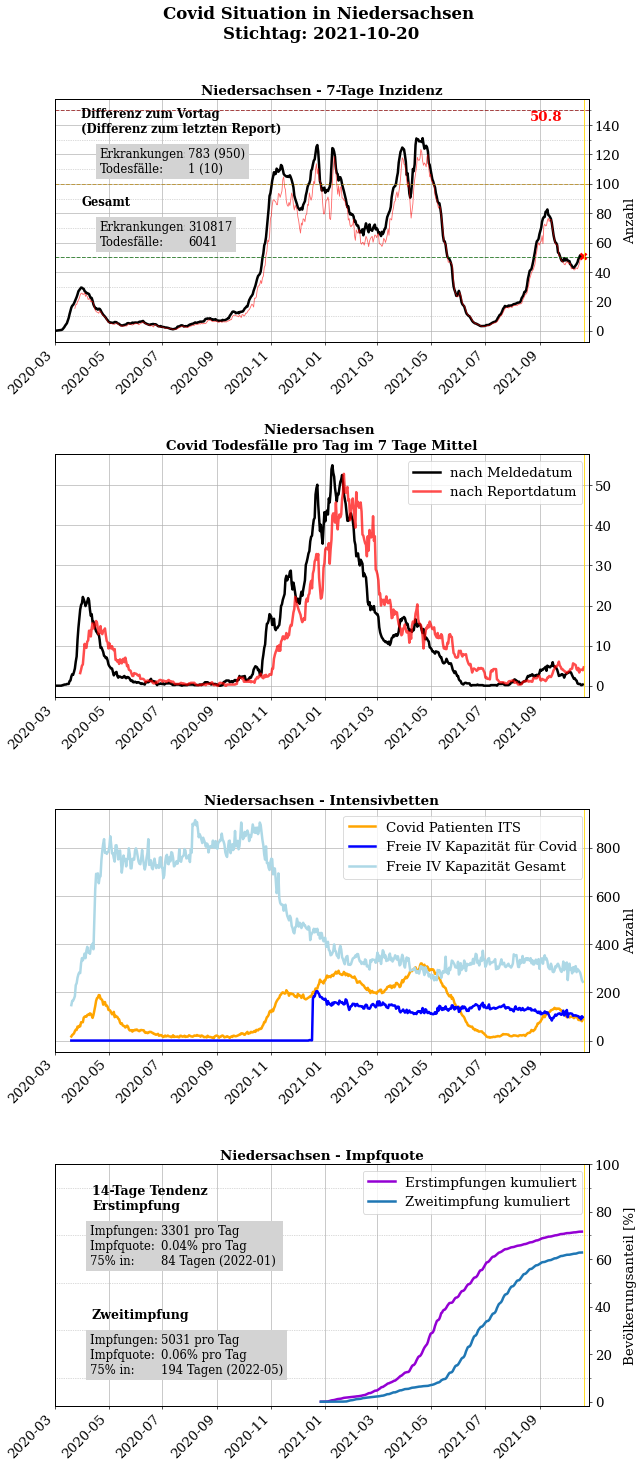 Covid Situation in Niedersachsen
Stichtag: 2021-10-20
Niedersachsen - 7-Tage Inzidenz
Differenz zum Vortag
(Differenz zum letzten Report)
Erkrankungen 783 (950)
Todesfälle: 1 (10)
Gesamt
Erkrankungen 310817
Todesfälle: 6041
50.8
140
120
100
80
60
40
20
0
Anzahl
2020-03
2020-05
2020-07
2020-09
2020-11
2021-01
2021-03
2021-05
2021-07
2021-09
Niedersachsen
Covid Todesfälle pro Tag im 7 Tage Mittel
nach Meldedatum
nach Reportdatum
50
40
30
20
10
0
2020-03
2020-05
2020-07
2020-09
2020-11
2021-01
2021-03
2021-05
2021-07
2021-09
Niedersachsen - Intensivbetten
Covid Patienten ITS
Freie IV Kapazität für Covid
Freie IV Kapazität Gesamt
800
600
400
200
0
Anzahl
2020-03
2020-05
2020-07
2020-09
2020-11
2021-01
2021-03
2021-05
2021-07
2021-09
Niedersachsen - Impfquote
14-Tage Tendenz
Erstimpfung
Impfungen: 3301 pro Tag
Impfquote: 0.04% pro Tag
75% in: 84 Tagen (2022-01)
Zweitimpfung
Impfungen: 5031 pro Tag
Impfquote: 0.06% pro Tag
75% in: 194 Tagen (2022-05)
Erstimpfungen kumuliert
Zweitimpfung kumuliert
100
80
60
40
20
0
Bevölkerungsanteil [%]
2020-03
2020-05
2020-07
2020-09
2020-11
2021-01
2021-03
2021-05
2021-07
2021-09